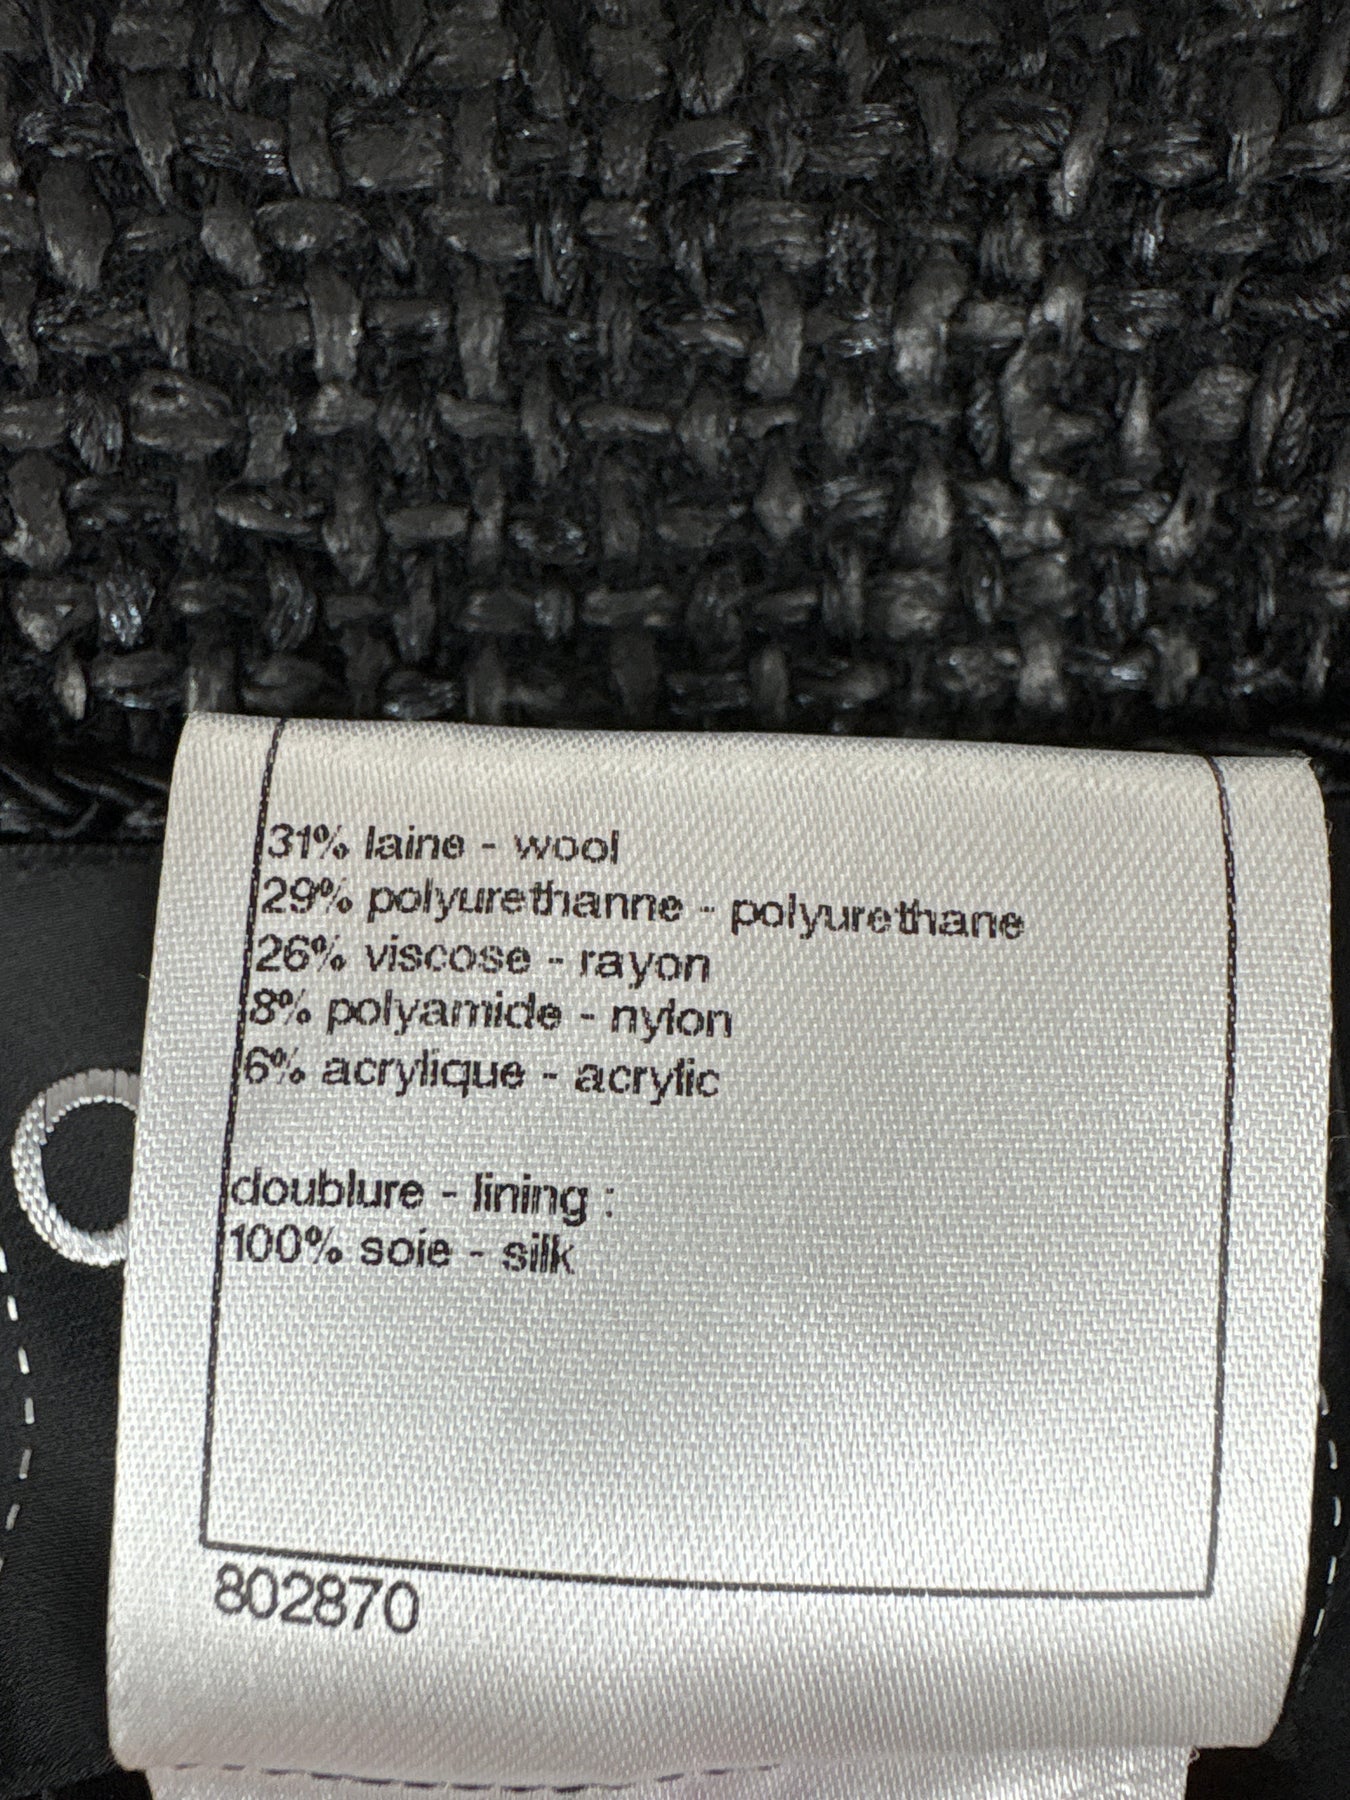 31% laine - wool
29% polyurethanne - polyurethane
26% viscose - rayon
8% polyamide - nylon
6% acrylique - acrylic
doublure - lining :
100% soie - silk
802870